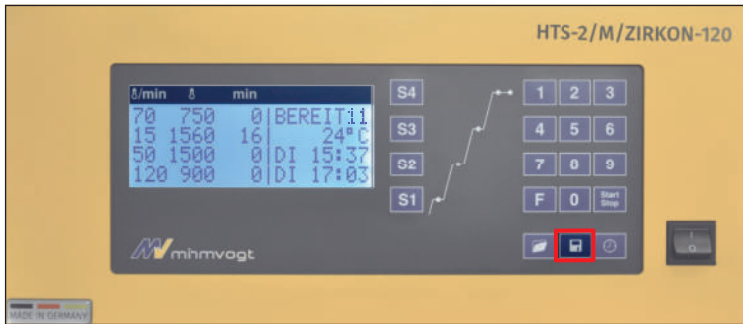 HTS-2/M/ZIRKON-120
/min
min
70 750 0|BEREIT
15 1560 16| 24°C
50 1500 0|DI 15:37
120 900 0|DI 17:03
S4
S3
S2
S1
1 2 3
4 5 6
7 8 9
F 0 Start Stop
mihmvogt
I
O
MADE IN GERMANY